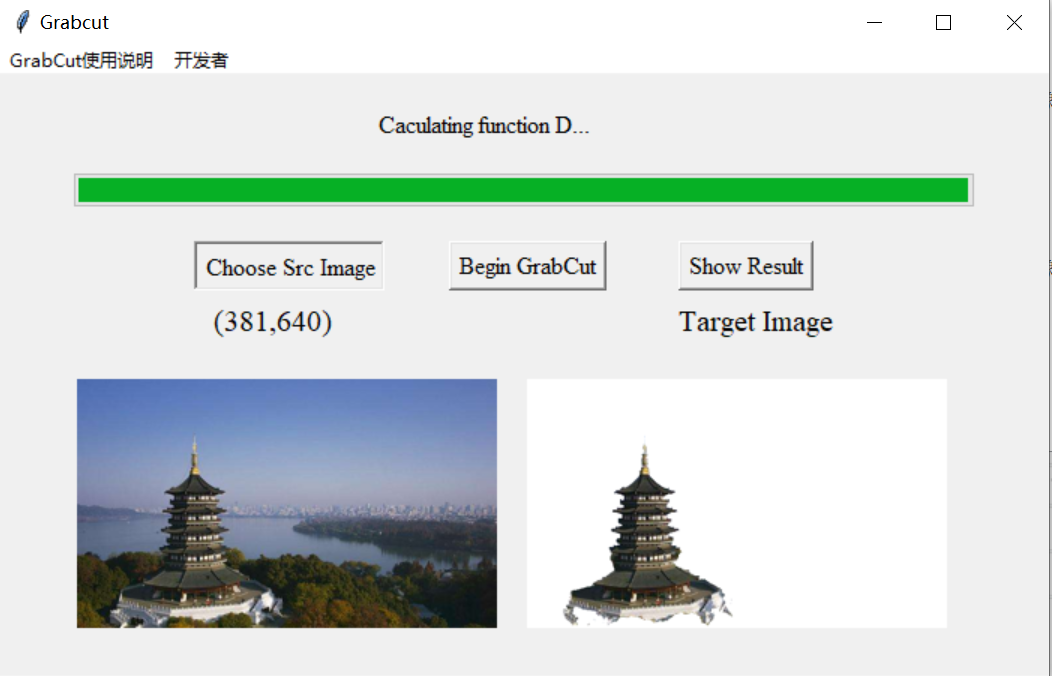 Grabcut
GrabCut使用说明 开发者
Caculating function D...
Choose Src Image Begin GrabCut Show Result
(381,640) Target Image